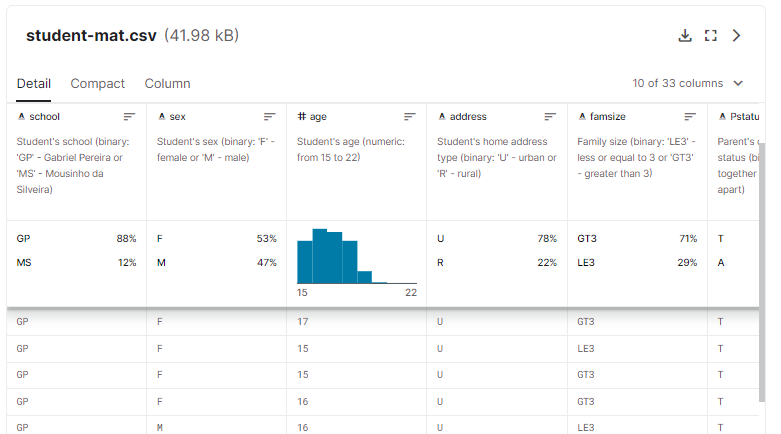 student-mat.csv (41.98 kB)
Detail Compact Column 10 of 33 columns
school sex # age address famsize Pstatu
Student's school (binary: 'GP' - Gabriel Pereira or 'MS' - Mousinho da Silveira)
Student's sex (binary: 'F' - female or 'M' - male)
Student's age (numeric: from 15 to 22)
Student's home address type (binary: 'U' - urban or 'R' - rural)
Family size (binary: 'LE3' - less or equal to 3 or 'GT3' - greater than 3)
Parent's
status (bi
together
apart)
GP 88% F 53% U 78% GT3 71% T
MS 12% M 47% R 22% LE3 29% A
15 22
GP F 17 U GT3 T
GP F 15 U LE3 T
GP F 15 U GT3 T
GP F 16 U GT3 T
GP M 16 U LE3 T